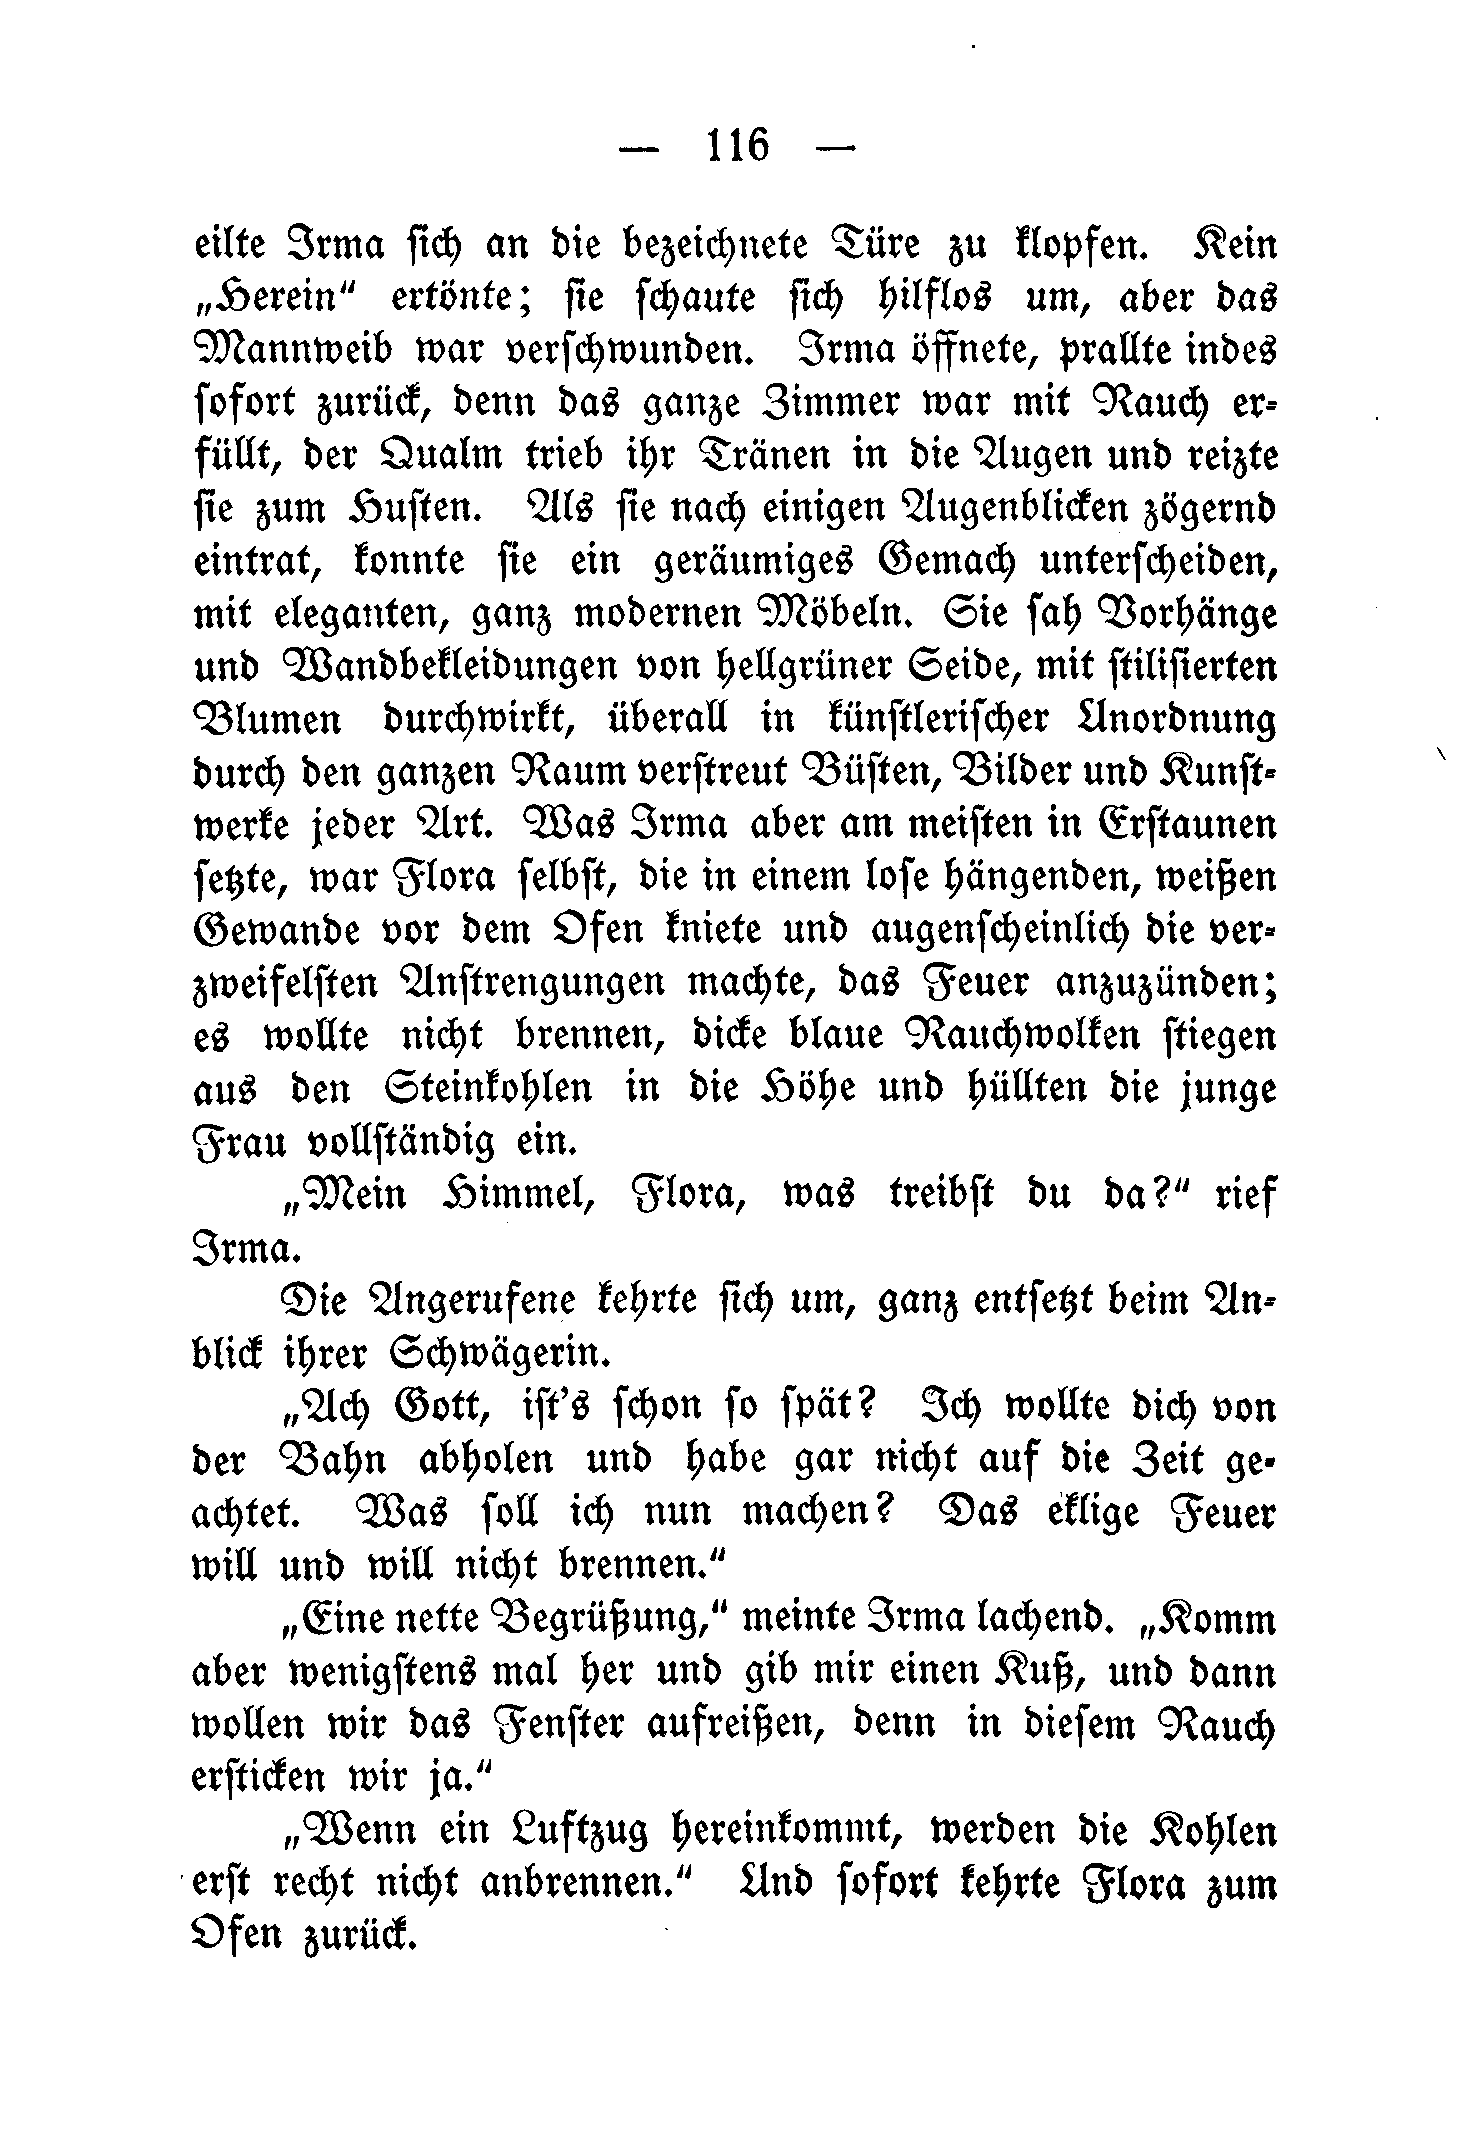 — 116 —
eilte Irma sich an die bezeichnete Türe zu klopfen. Kein
„Herein“ ertönte; sie schaute sich hilflos um, aber das
Mannweib war verschwunden. Irma öffnete, prallte indes
sofort zurück, denn das ganze Zimmer war mit Rauch er-
füllt, der Qualm trieb ihr Tränen in die Augen und reizte
sie zum Husten. Als sie nach einigen Augenblicken zögernd
eintrat, konnte sie ein geräumiges Gemach unterscheiden,
mit eleganten, ganz modernen Möbeln. Sie sah Vorhänge
und Wandbekleidungen von hellgrüner Seide, mit stilisierten
Blumen durchwirkt, überall in künstlerischer Unordnung
durch den ganzen Raum verstreut Büsten, Bilder und Kunst-
werke jeder Art. Was Irma aber am meisten in Erstaunen
setzte, war Flora selbst, die in einem lose hängenden, weißen
Gewande vor dem Ofen kniete und augenscheinlich die ver-
zweifelsten Anstrengungen machte, das Feuer anzuzünden;
es wollte nicht brennen, dicke blaue Rauchwolken stiegen
aus den Steinkohlen in die Höhe und hüllten die junge
Frau vollständig ein.
„Mein Himmel, Flora, was treibst du da?“ rief
Irma.
Die Angerufene kehrte sich um, ganz entsetzt beim An-
blick ihrer Schwägerin.
„Ach Gott, ist’s schon so spät? Ich wollte dich von
der Bahn abholen und habe gar nicht auf die Zeit ge-
achtet. Was soll ich nun machen? Das eklige Feuer
will und will nicht brennen.“
„Eine nette Begrüßung,“ meinte Irma lachend. „Komm
aber wenigstens mal her und gib mir einen Kuß, und dann
wollen wir das Fenster aufreißen, denn in diesem Rauch
ersticken wir ja.“
„Wenn ein Luftzug hereinkommt, werden die Kohlen
erst recht nicht anbrennen.“ Und sofort kehrte Flora zum
Ofen zurück.